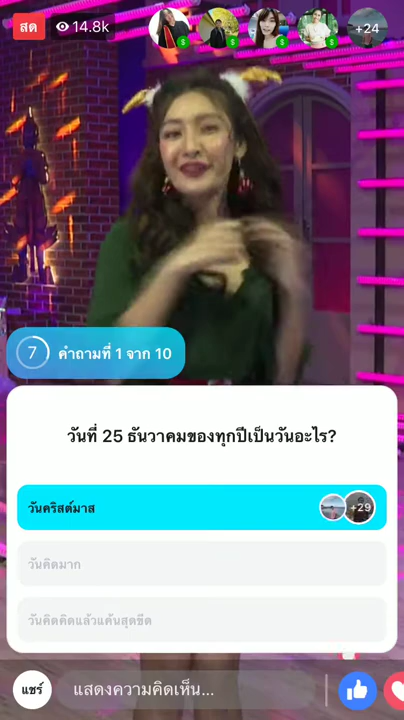 สด 14.8k +24
7 คำถามที่ 1 จาก 10
วันที่ 25 ธันวาคมของทุกปีเป็นวันอะไร?
วันคริสต์มาส +29
วันคิดมาก
วันคิดคิดแล้วแค้นสุดขีด
แชร์ แสดงความคิดเห็น...